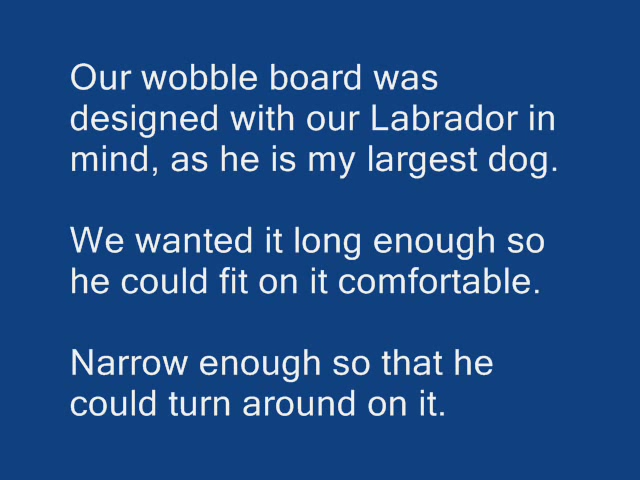 Our wobble board was
designed with our Labrador in
mind, as he is my largest dog.
We wanted it long enough so
he could fit on it comfortable.
Narrow enough so that he
could turn around on it.